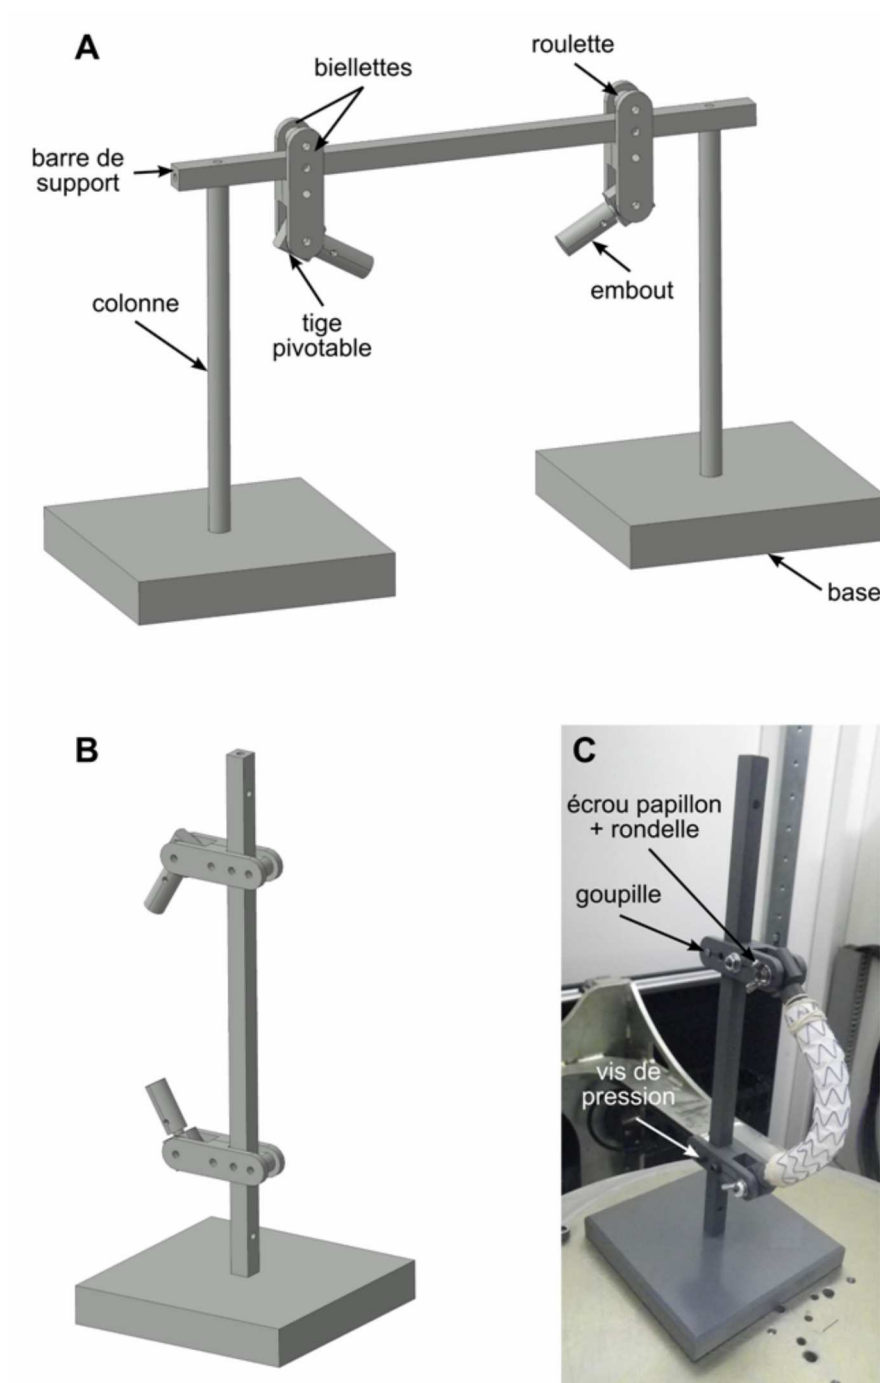 A
biellettes
roulette
barre de
support
colonne
tige
pivotable
embout
base
B
C
écrou papillon
+ rondelle
goupille
vis de
pression